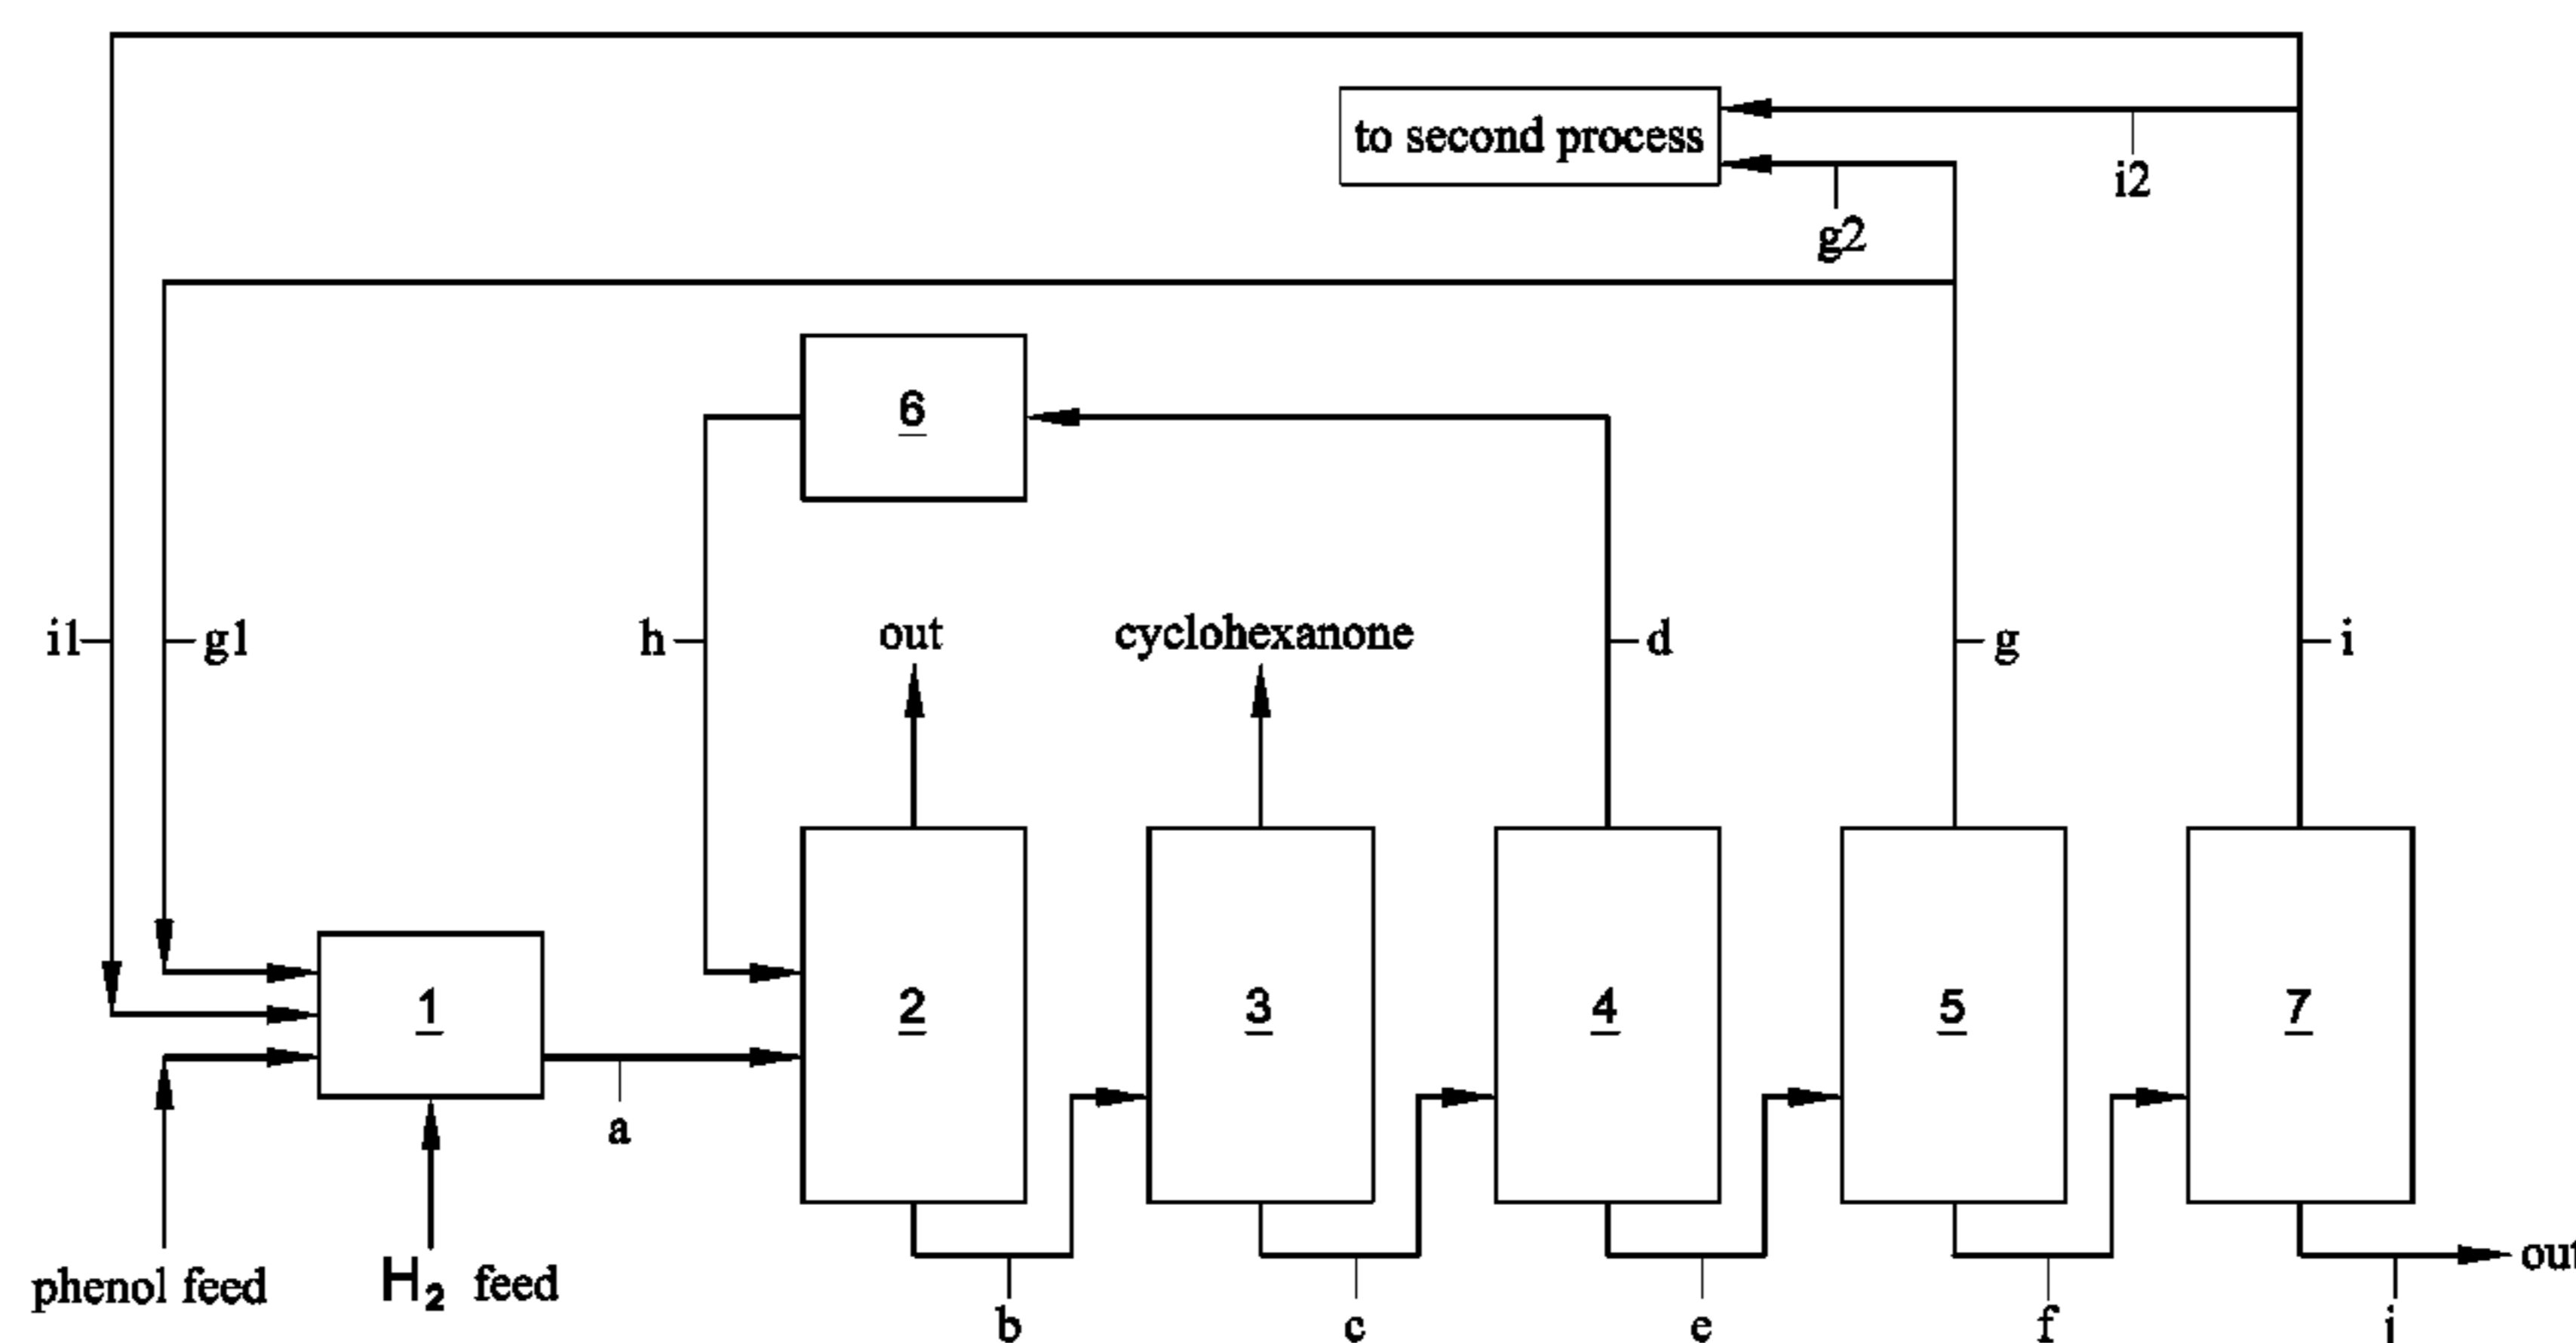 to second process
i2
g2
6
i1
g1
h
out
cyclohexanone
d
g
i
1
2
3
4
5
7
a
phenol feed
H₂ feed
out
b
c
e
f
j